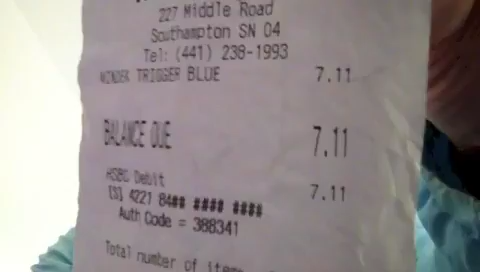 227 Middle Road
Southampton SN 04
Tel: (441) 238-1993
TRIGGER BLUE 7.11
BALANCE DUE 7.11
HSBC Debit 7.11
[S] 4221 84## #### ####
Auth Code = 388341
Total number of items